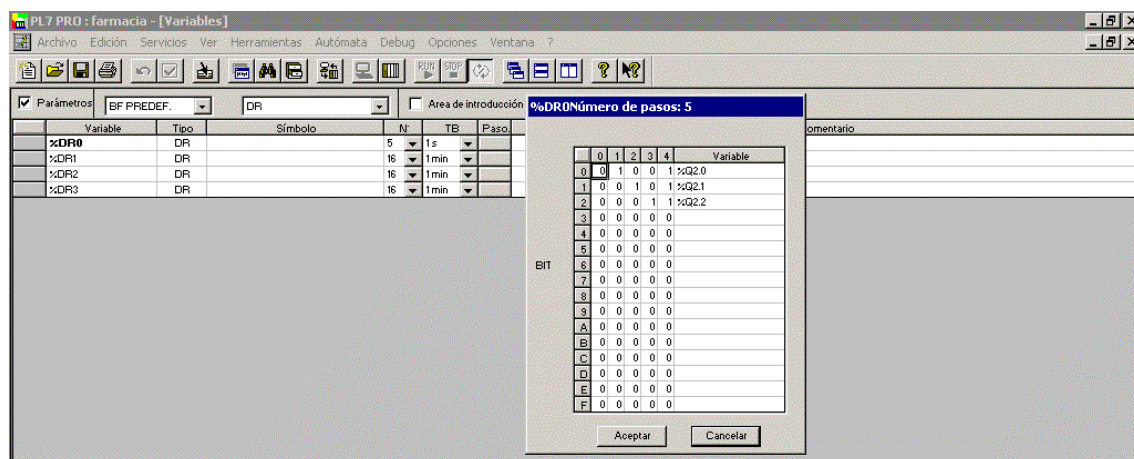 PL7 PRO : farmacia - [Variables]
Archivo Edición Servicios Ver Herramientas Autómata Debug Opciones Ventana ?
RUN STOP
Parámetros BF PREDEF. DR Area de introducción
Variable Tipo Símbolo N° TB Paso. omentario
%DR0 DR 5 1 s
%DR1 DR 16 1 min
%DR2 DR 16 1 min
%DR3 DR 16 1 min
%DR0Número de pasos: 5
0 1 2 3 4 Variable
0 0 1 0 0 1 %Q2.0
1 0 0 1 0 1 %Q2.1
2 0 0 0 1 1 %Q2.2
3 0 0 0 0 0
4 0 0 0 0 0
5 0 0 0 0 0
BIT 6 0 0 0 0 0
7 0 0 0 0 0
8 0 0 0 0 0
9 0 0 0 0 0
A 0 0 0 0 0
B 0 0 0 0 0
C 0 0 0 0 0
D 0 0 0 0 0
E 0 0 0 0 0
F 0 0 0 0 0
Aceptar Cancelar